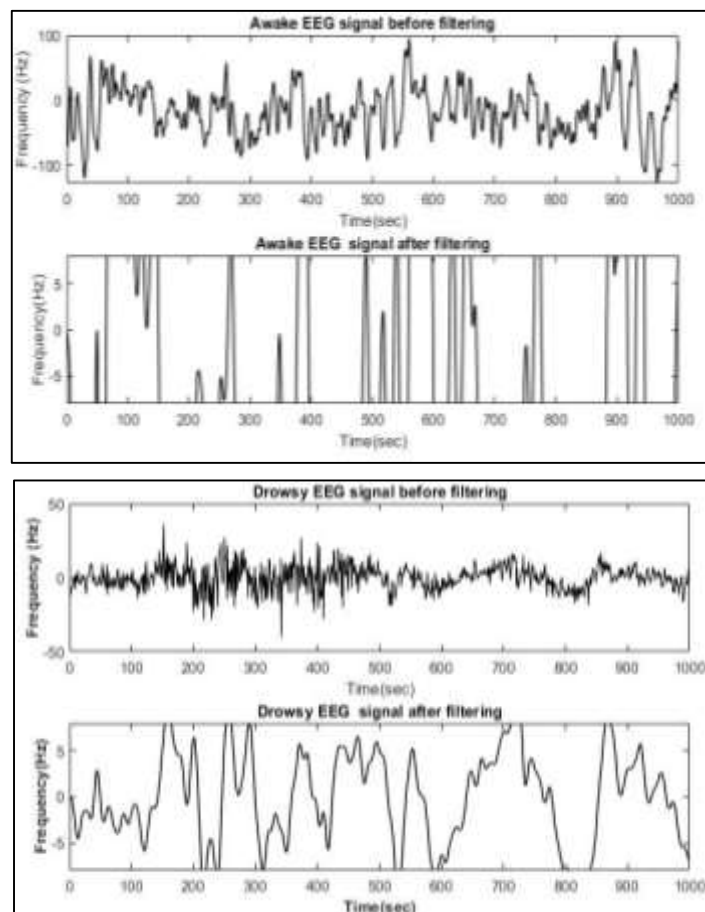 Awake EEG signal before filtering
Frequency (Hz)
100
0
-100
0 100 200 300 400 500 600 700 800 900 1000
Time(sec)
Awake EEG signal after filtering
Frequency(Hz)
5
0
-5
0 100 200 300 400 500 600 700 800 900 1000
Time(sec)
Drowsy EEG signal before filtering
Frequency (Hz)
50
0
-50
0 100 200 300 400 500 600 700 800 900 1000
Time(sec)
Drowsy EEG signal after filtering
Frequency(Hz)
5
0
-5
0 100 200 300 400 500 600 700 800 900 1000
Time(sec)